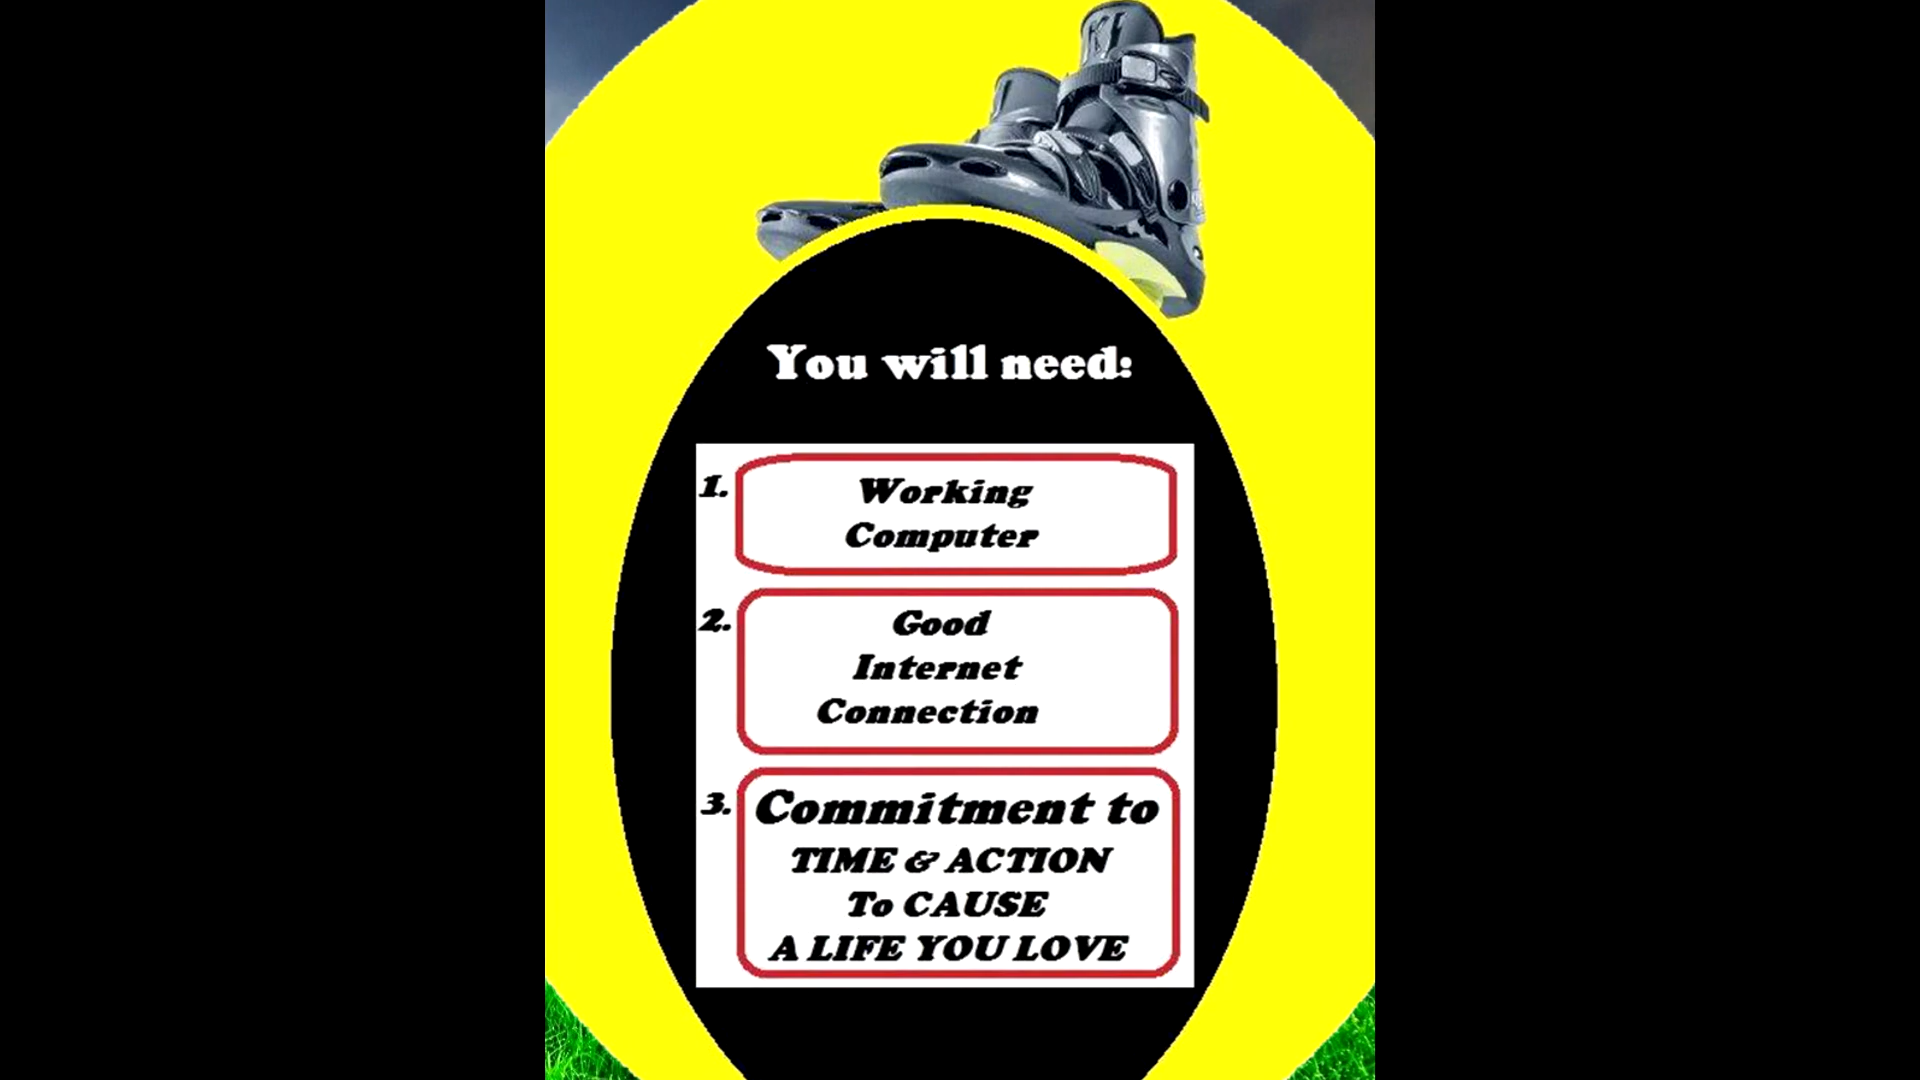 You will need:
1. Working
Computer
2. Good
Internet
Connection
3. Commitment to
TIME & ACTION
To CAUSE
A LIFE YOU LOVE